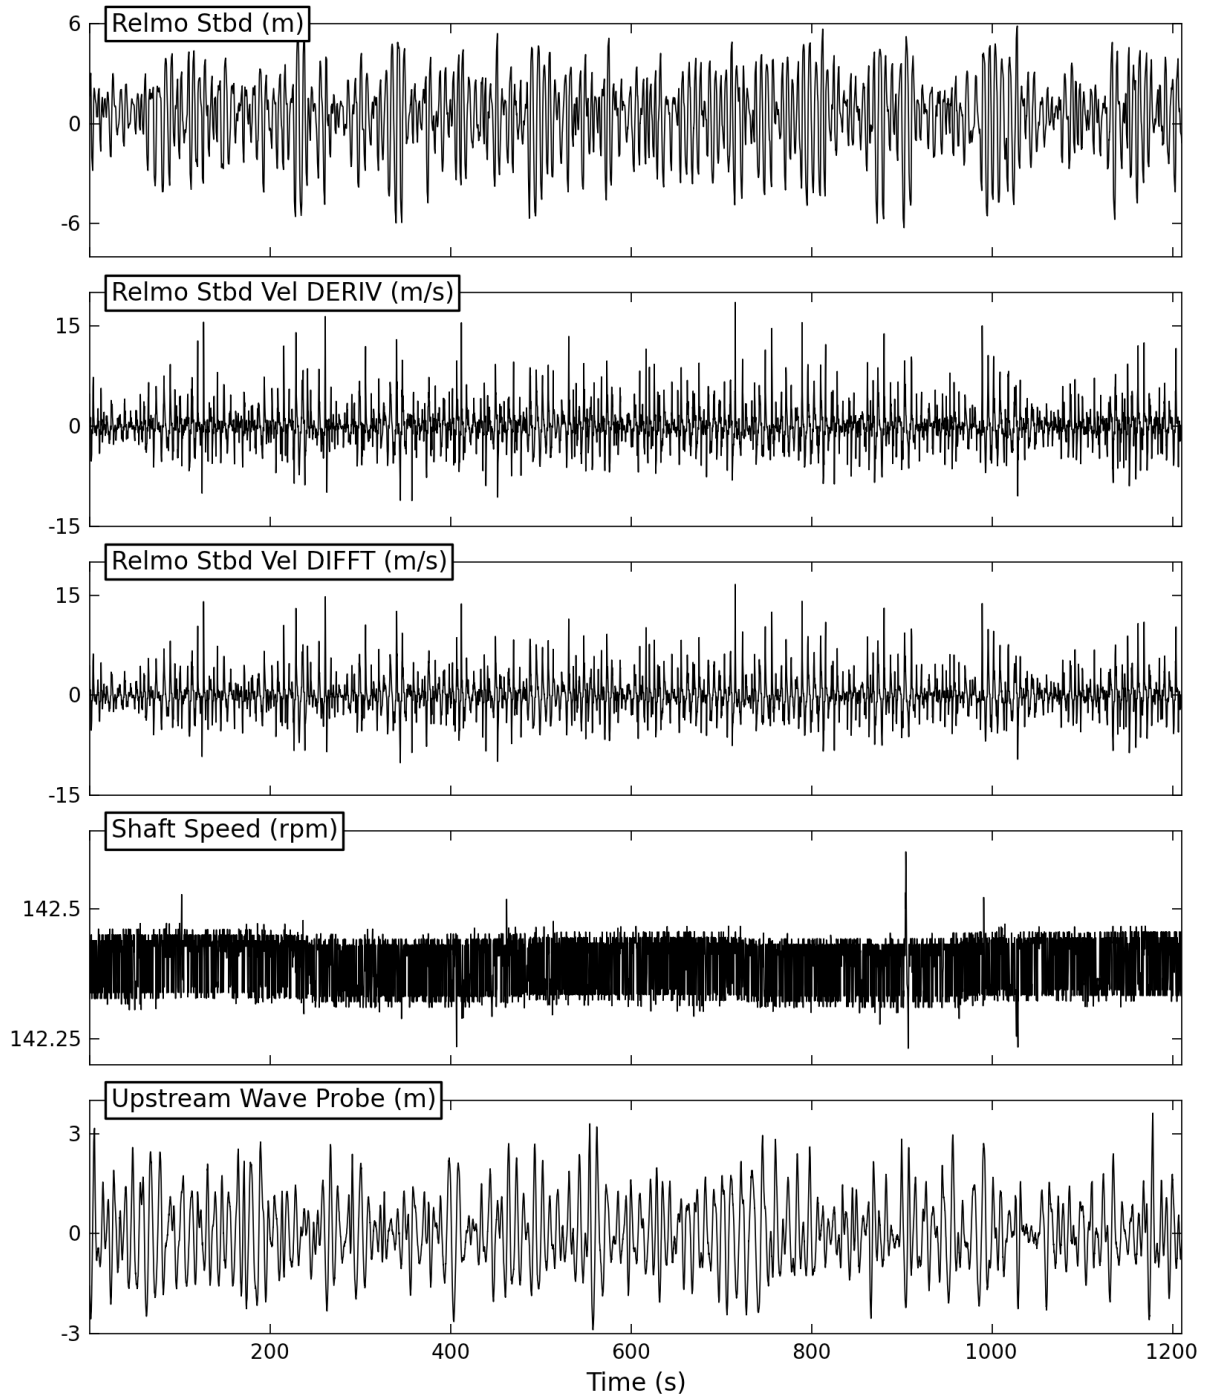 Relmo Stbd (m)
6
0
-6
Relmo Stbd Vel DERIV (m/s)
15
0
-15
Relmo Stbd Vel DIFFT (m/s)
15
0
-15
Shaft Speed (rpm)
142.5
142.25
Upstream Wave Probe (m)
3
0
-3
200 400 600 800 1000 1200
Time (s)